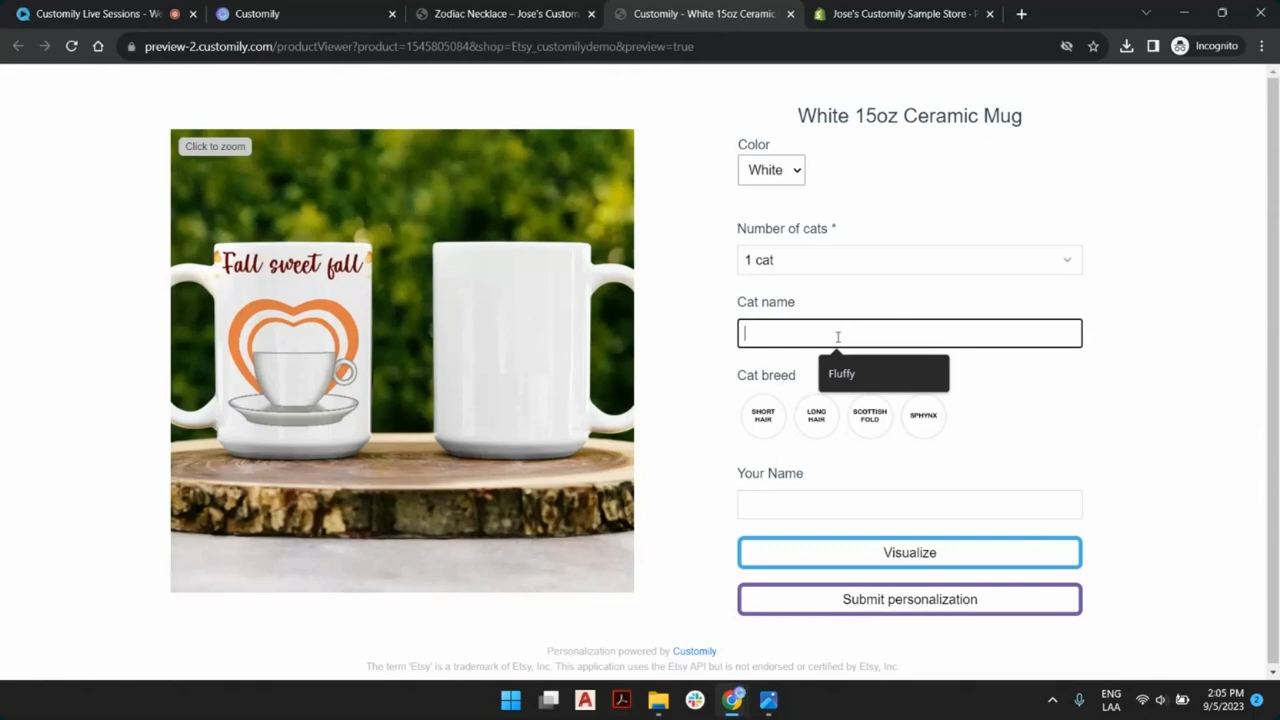 Customily Live Sessions - We
Customily
Zodiac Necklace – Jose's Custom
Customily - White 15oz Ceramic
Jose's Customily Sample Store · P
preview-2.customily.com/productViewer?product=1545805084&shop=Etsy_customilydemo&preview=true
Incognito
Click to zoom
Fall sweet fall
White 15oz Ceramic Mug
Color
White
Number of cats *
1 cat
Cat name
Fluffy
Cat breed
SHORT HAIR
LONG HAIR
SCOTTISH FOLD
SPHYNX
Your Name
Visualize
Submit personalization
Personalization powered by Customily
The term 'Etsy' is a trademark of Etsy, Inc. This application uses the Etsy API but is not endorsed or certified by Etsy, Inc.
ENG
LAA
2:05 PM
9/5/2023
2